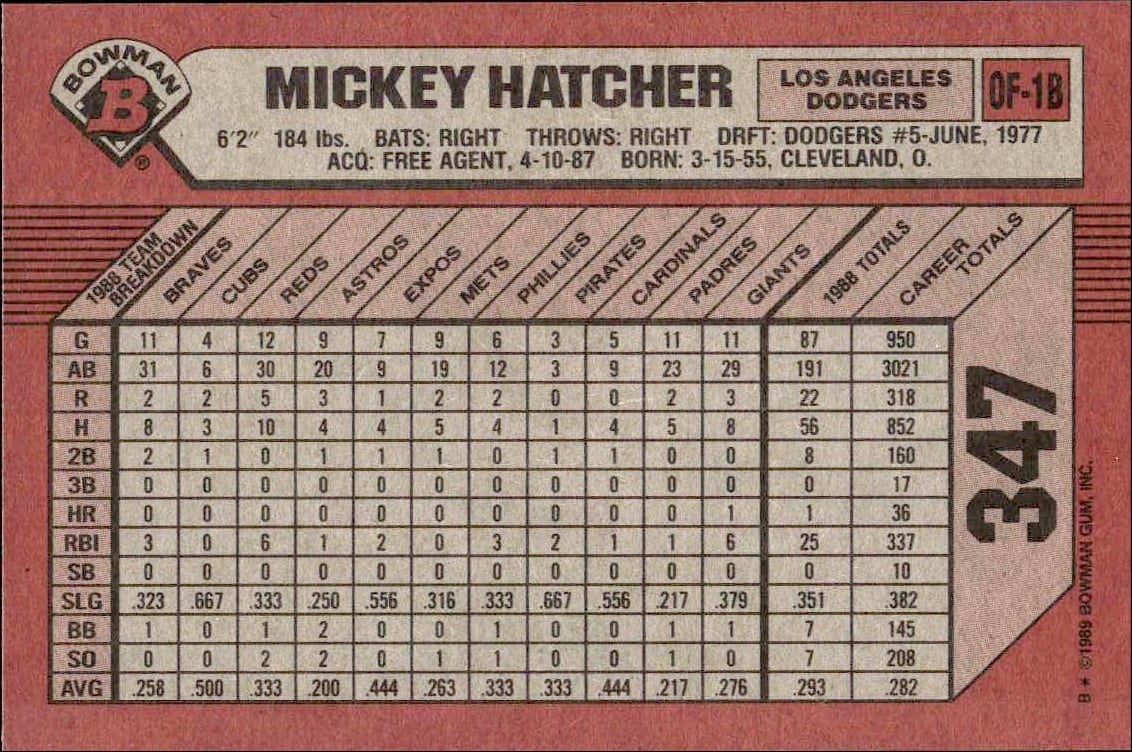 BOWMAN
B
®
MICKEY HATCHER
LOS ANGELES
DODGERS
OF-1B
6'2" 184 lbs. BATS: RIGHT THROWS: RIGHT DRFT: DODGERS #5-JUNE, 1977
ACQ: FREE AGENT, 4-10-87 BORN: 3-15-55, CLEVELAND, O.
1988 TEAM BREAKDOWN BRAVES CUBS REDS ASTROS EXPOS METS PHILLIES PIRATES CARDINALS PADRES GIANTS 1988 TOTALS CAREER TOTALS
G 11 4 12 9 7 9 6 3 5 11 11 87 950
AB 31 6 30 20 9 19 12 3 9 23 29 191 3021
R 2 2 5 3 1 2 2 0 0 2 3 22 318
H 8 3 10 4 4 5 4 1 4 5 8 56 852
2B 2 1 0 1 1 1 0 1 1 0 0 8 160
3B 0 0 0 0 0 0 0 0 0 0 0 0 17
HR 0 0 0 0 0 0 0 0 0 0 1 1 36
RBI 3 0 6 1 2 0 3 2 1 1 6 25 337
SB 0 0 0 0 0 0 0 0 0 0 0 0 10
SLG .323 .667 .333 .250 .556 .316 .333 .667 .556 .217 .379 .351 .382
BB 1 0 1 2 0 0 1 0 0 1 1 7 145
SO 0 0 2 2 0 1 1 0 0 1 0 7 208
AVG .258 .500 .333 .200 .444 .263 .333 .333 .444 .217 .276 .293 .282
347
B * ©1989 BOWMAN GUM, INC.